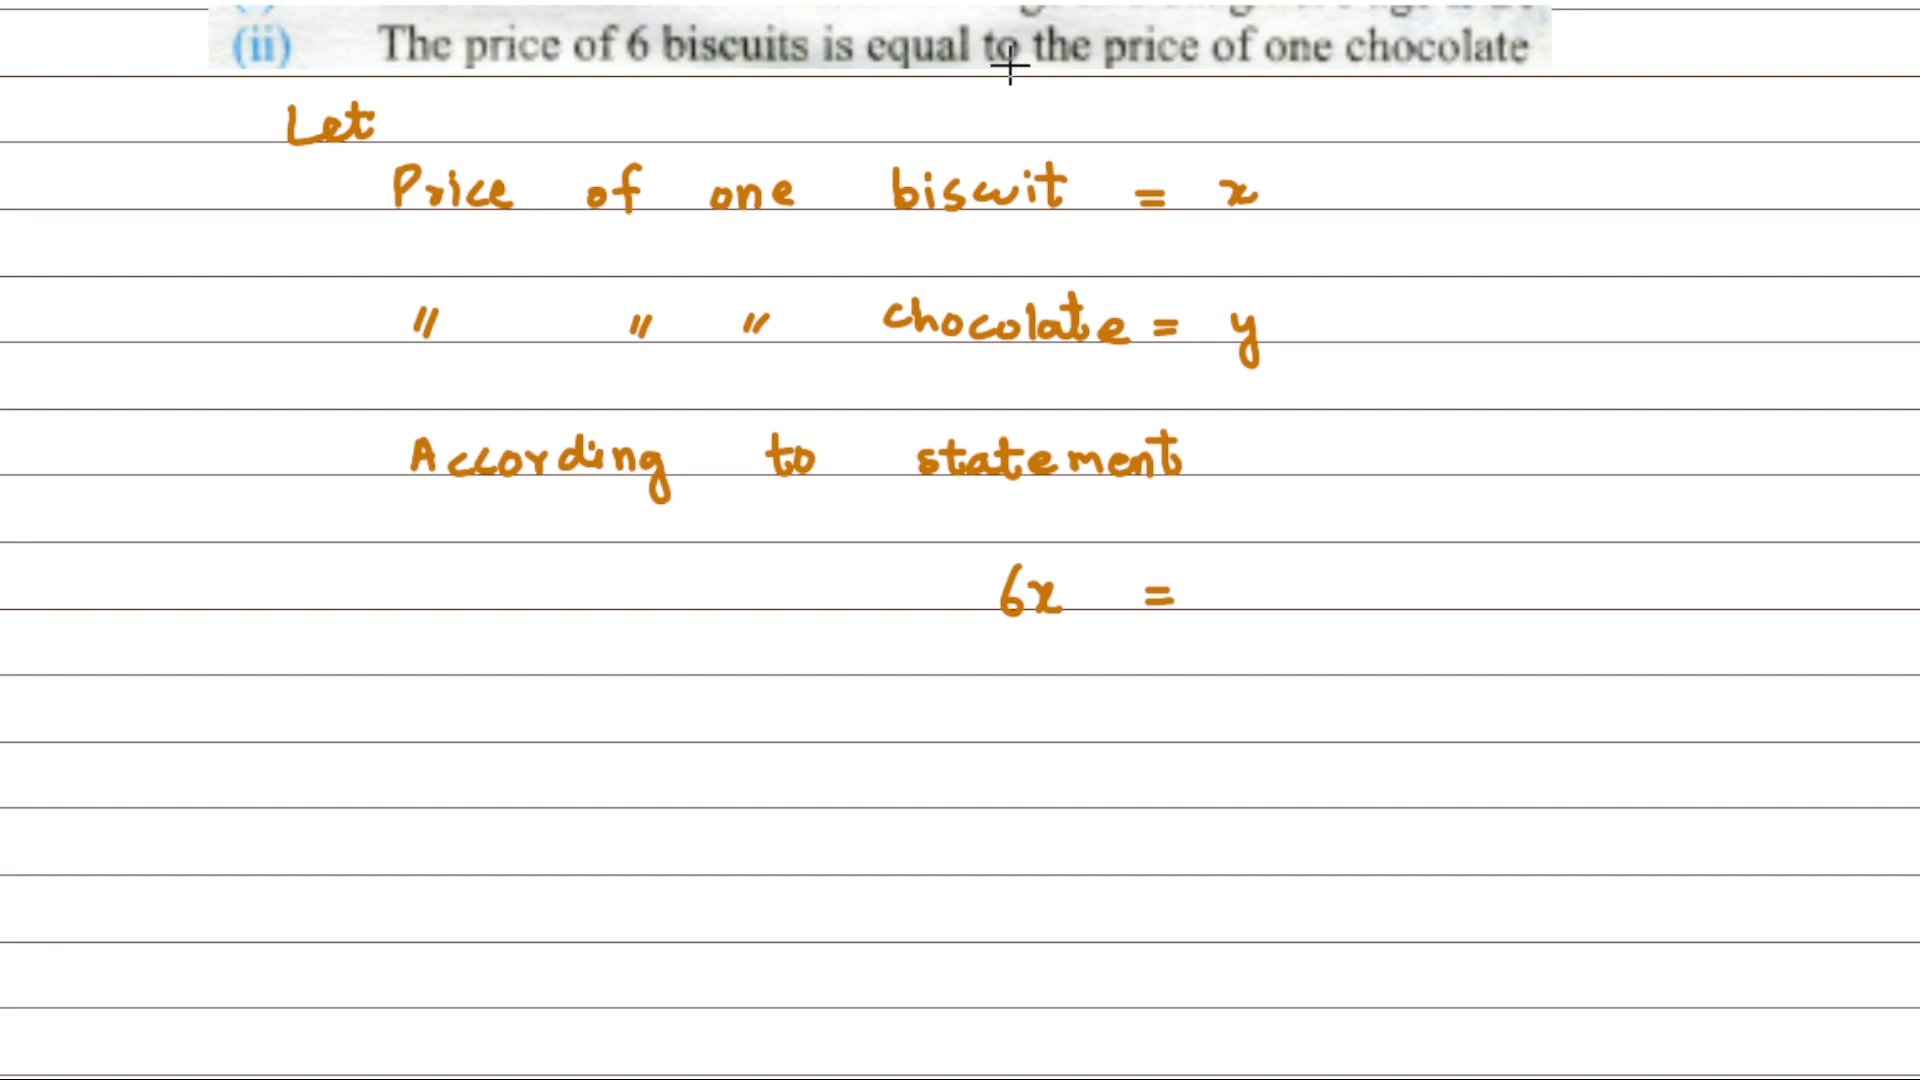 (ii) The price of 6 biscuits is equal to the price of one chocolate
Let
Price of one biscuit = x
" " " chocolate = y
According to statement
6x =